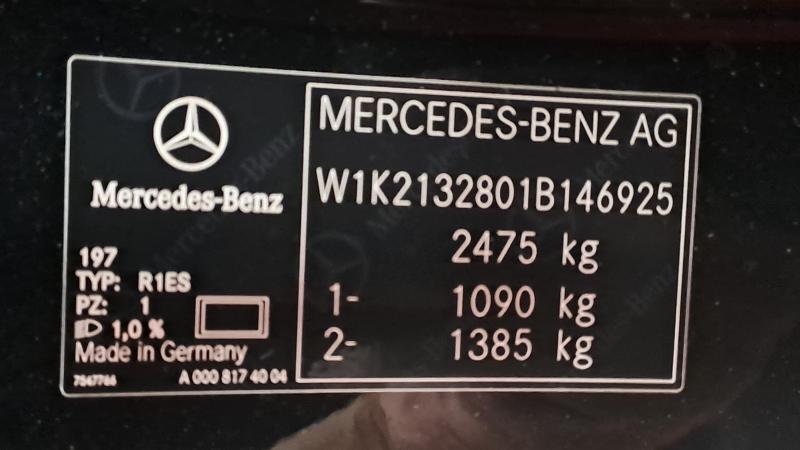 Mercedes-Benz
197
TYP: R1ES
PZ: 1
1,0 %
Made in Germany
7547766
A 000 817 40 04
MERCEDES-BENZ AG
W1K2132801B146925
2475 kg
1- 1090 kg
2- 1385 kg